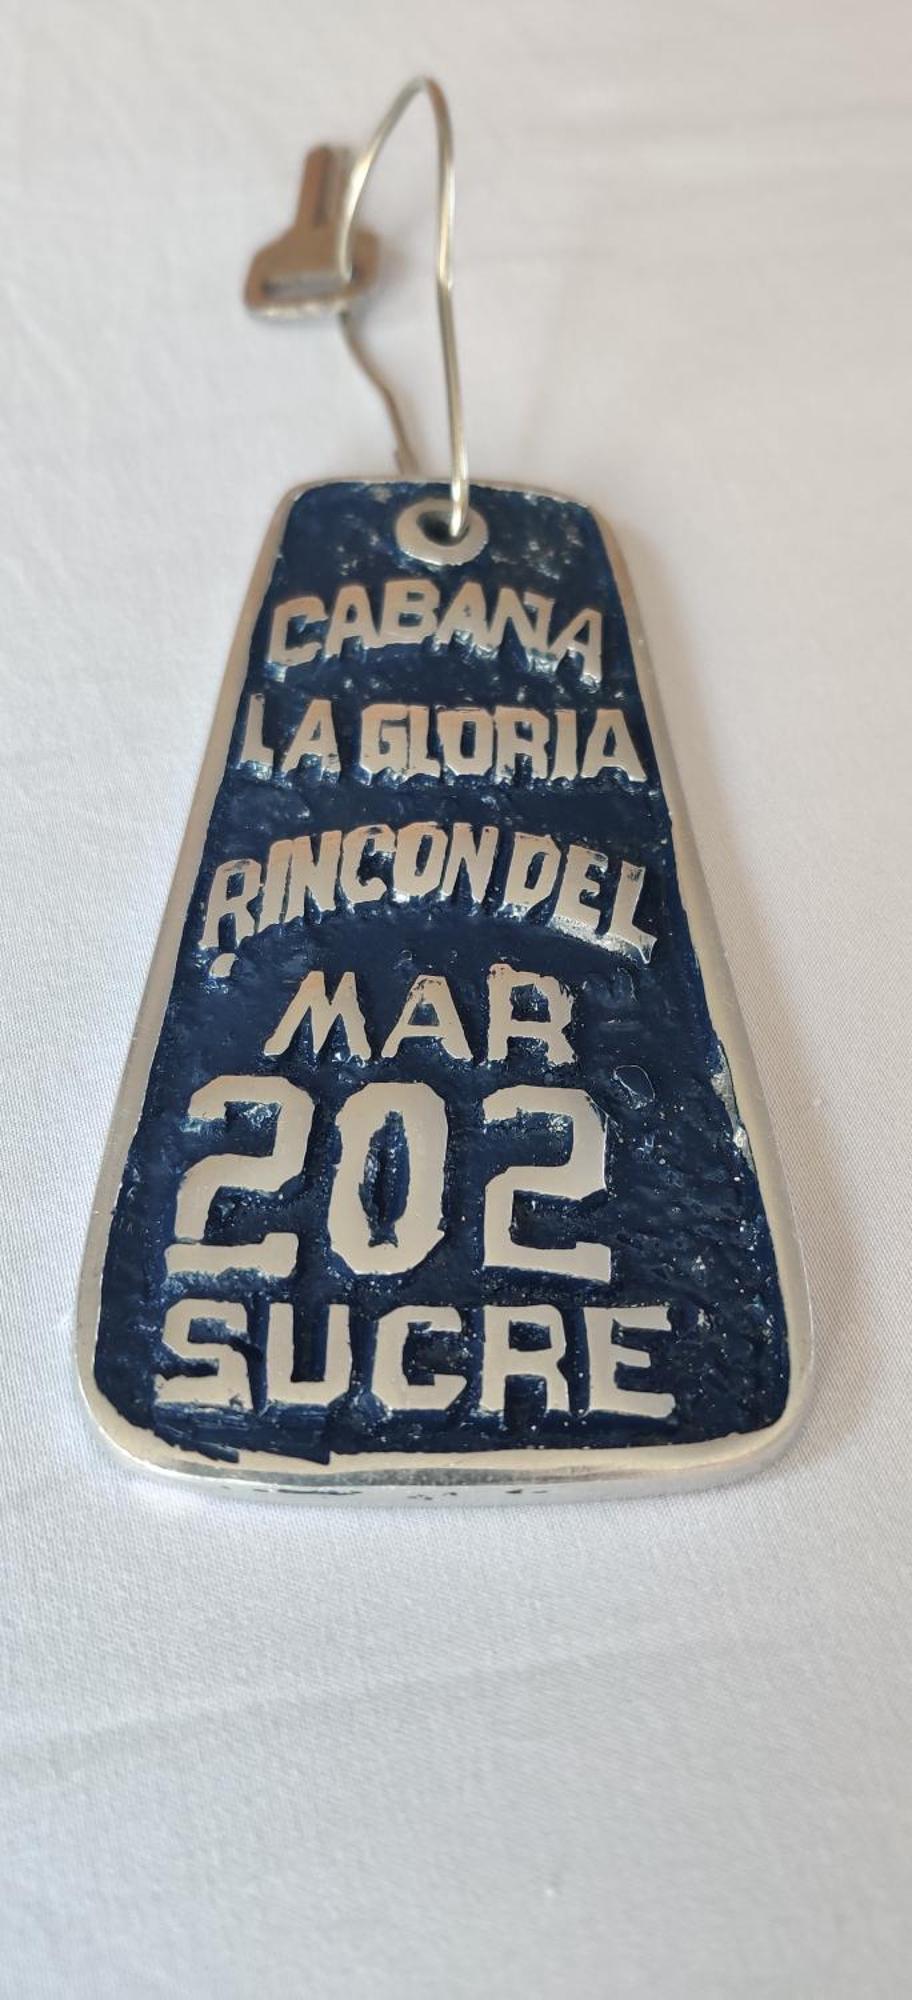 CABAÑA
LA GLORIA
RINCON DEL
MAR
202
SUCRE